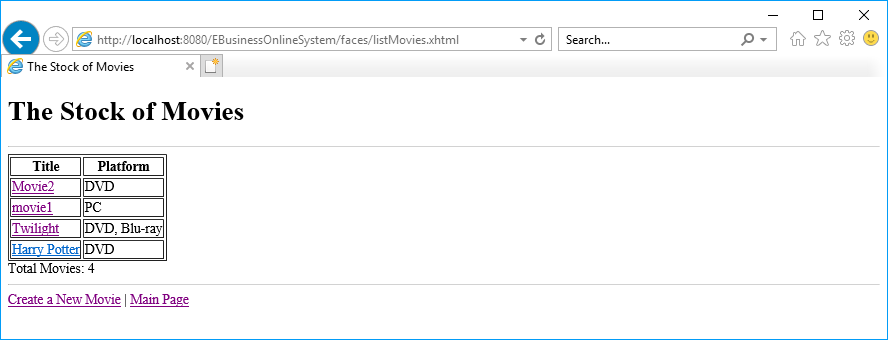 http://localhost:8080/EBusinessOnlineSystem/faces/listMovies.xhtml
Search...
The Stock of Movies
The Stock of Movies
Title Platform
Movie2 DVD
movie1 PC
Twilight DVD, Blu-ray
Harry Potter DVD
Total Movies: 4
Create a New Movie | Main Page